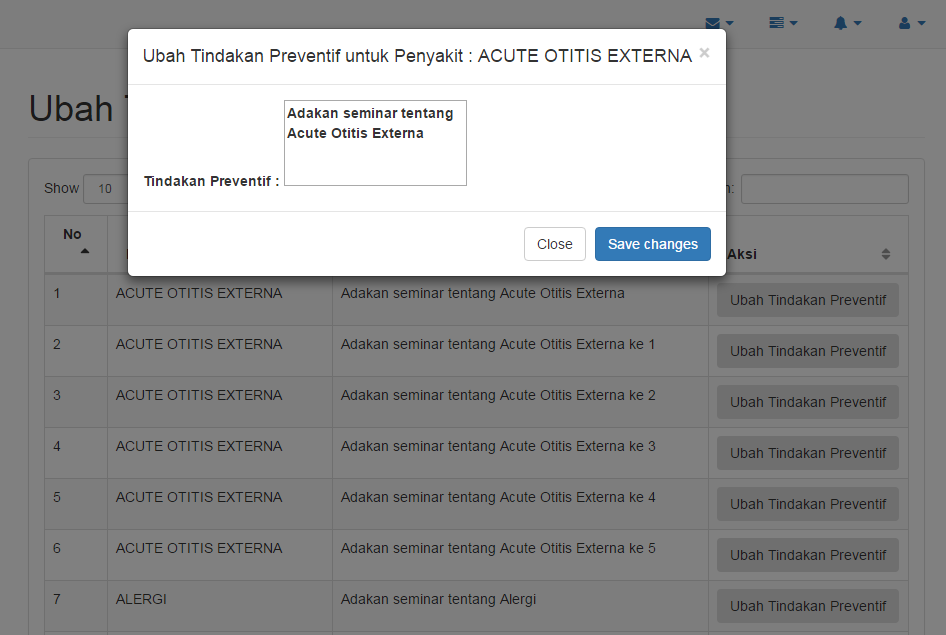 Ubah Tindakan Preventif untuk Penyakit : ACUTE OTITIS EXTERNA ×
Ubah
Adakan seminar tentang
Acute Otitis Externa
Tindakan Preventif :
Show 10
Close Save changes
No Aksi
1 ACUTE OTITIS EXTERNA Adakan seminar tentang Acute Otitis Externa Ubah Tindakan Preventif
2 ACUTE OTITIS EXTERNA Adakan seminar tentang Acute Otitis Externa ke 1 Ubah Tindakan Preventif
3 ACUTE OTITIS EXTERNA Adakan seminar tentang Acute Otitis Externa ke 2 Ubah Tindakan Preventif
4 ACUTE OTITIS EXTERNA Adakan seminar tentang Acute Otitis Externa ke 3 Ubah Tindakan Preventif
5 ACUTE OTITIS EXTERNA Adakan seminar tentang Acute Otitis Externa ke 4 Ubah Tindakan Preventif
6 ACUTE OTITIS EXTERNA Adakan seminar tentang Acute Otitis Externa ke 5 Ubah Tindakan Preventif
7 ALERGI Adakan seminar tentang Alergi Ubah Tindakan Preventif